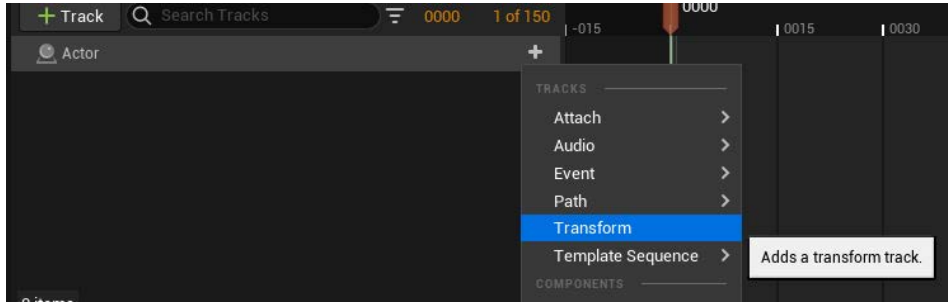 + Track Search Tracks 0000 1 of 150
0000
-015 0015 0030
Actor +
TRACKS
Attach
Audio
Event
Path
Transform
Template Sequence
Adds a transform track.
COMPONENTS